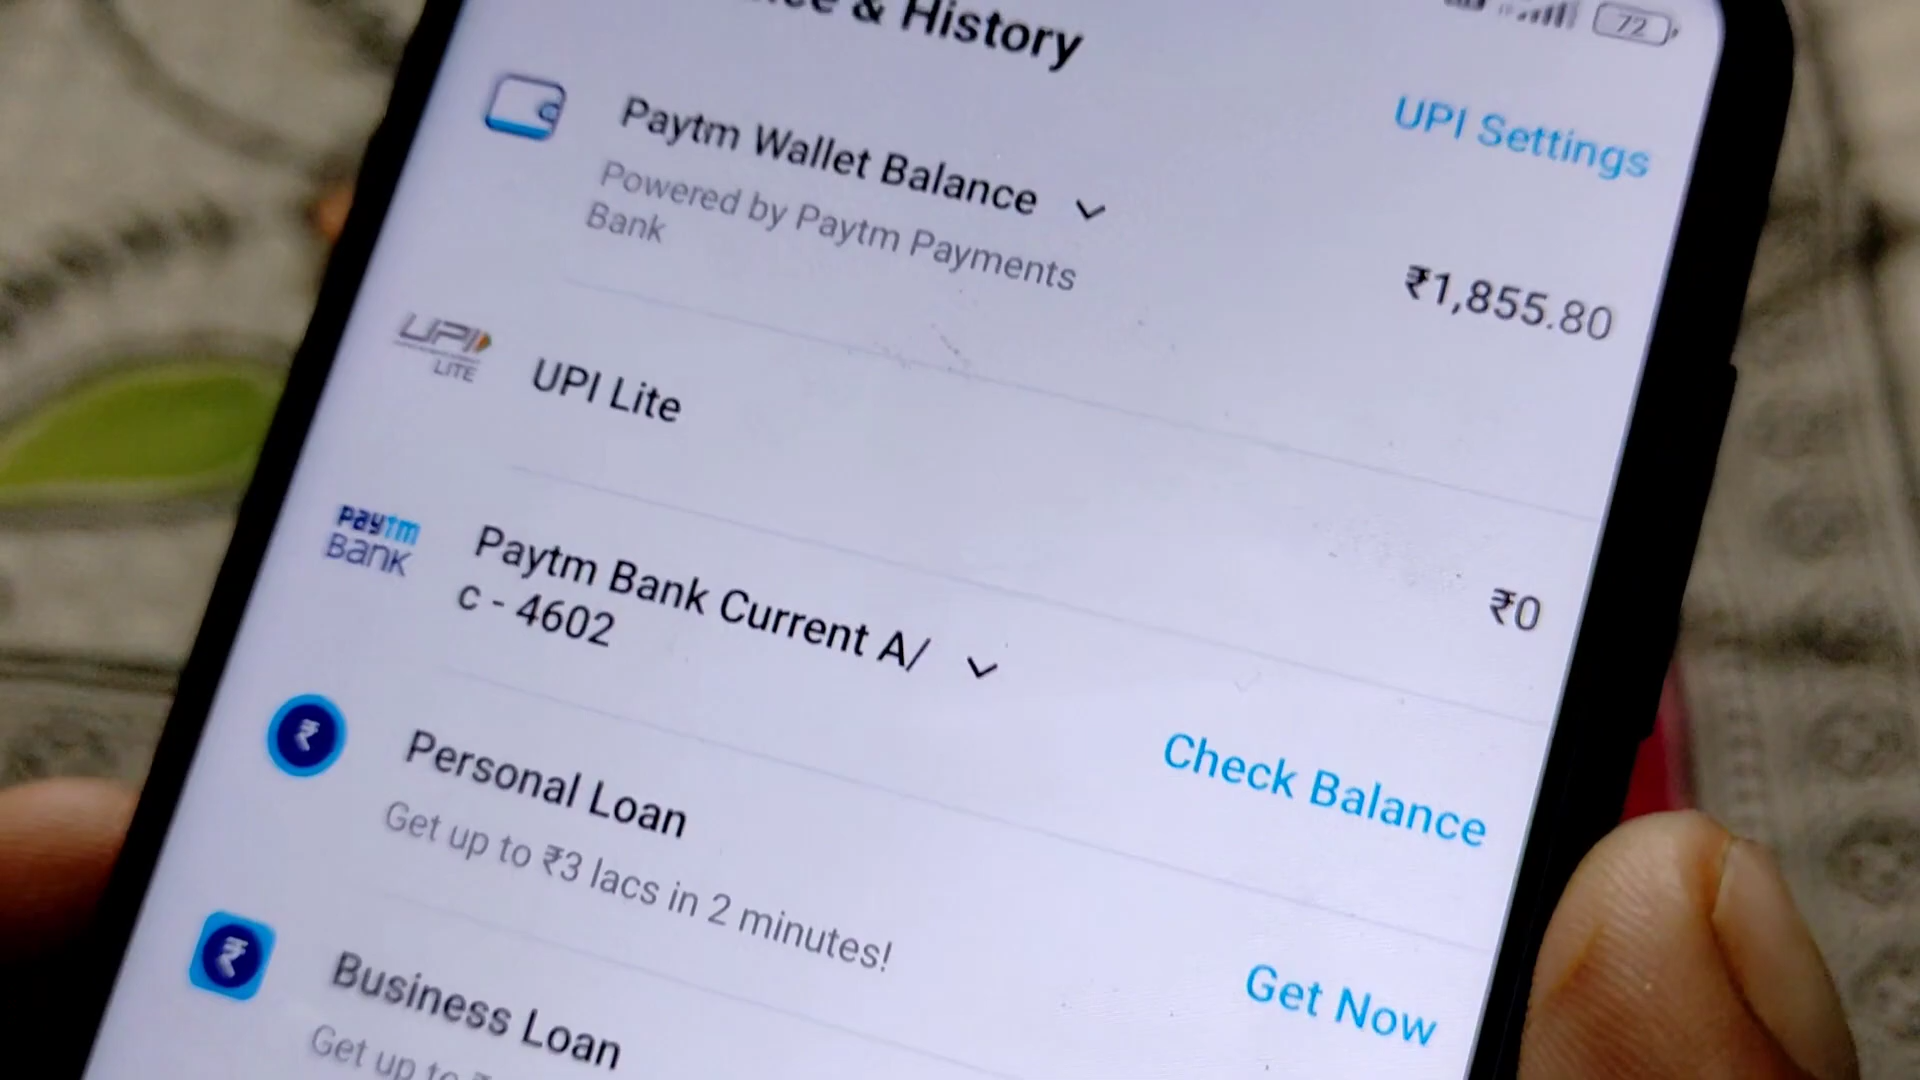 & History
72
UPI Settings
Paytm Wallet Balance
Powered by Paytm Payments
Bank
₹1,855.80
UPI
LITE
UPI Lite
₹0
paytm
Bank
Paytm Bank Current A/
c - 4602
Check Balance
Personal Loan
Get up to ₹3 lacs in 2 minutes!
Get Now
Business Loan
Get up to